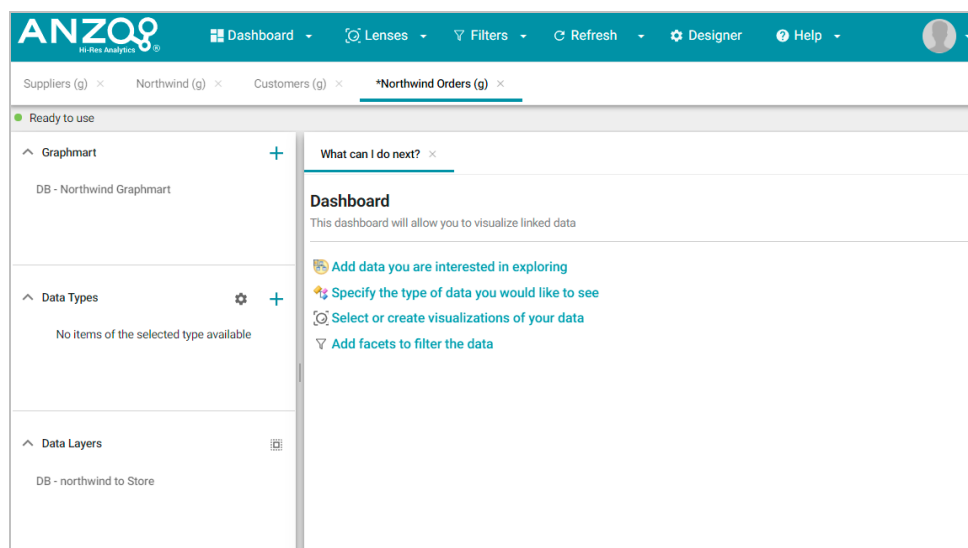 ANZO
Hi-Res Analytics ®
Dashboard Lenses Filters Refresh Designer Help
Suppliers (g) × Northwind (g) × Customers (g) × *Northwind Orders (g) ×
Ready to use
Graphmart
DB - Northwind Graphmart
Data Types
No items of the selected type available
Data Layers
DB - northwind to Store
What can I do next? ×
Dashboard
This dashboard will allow you to visualize linked data
Add data you are interested in exploring
Specify the type of data you would like to see
Select or create visualizations of your data
Add facets to filter the data